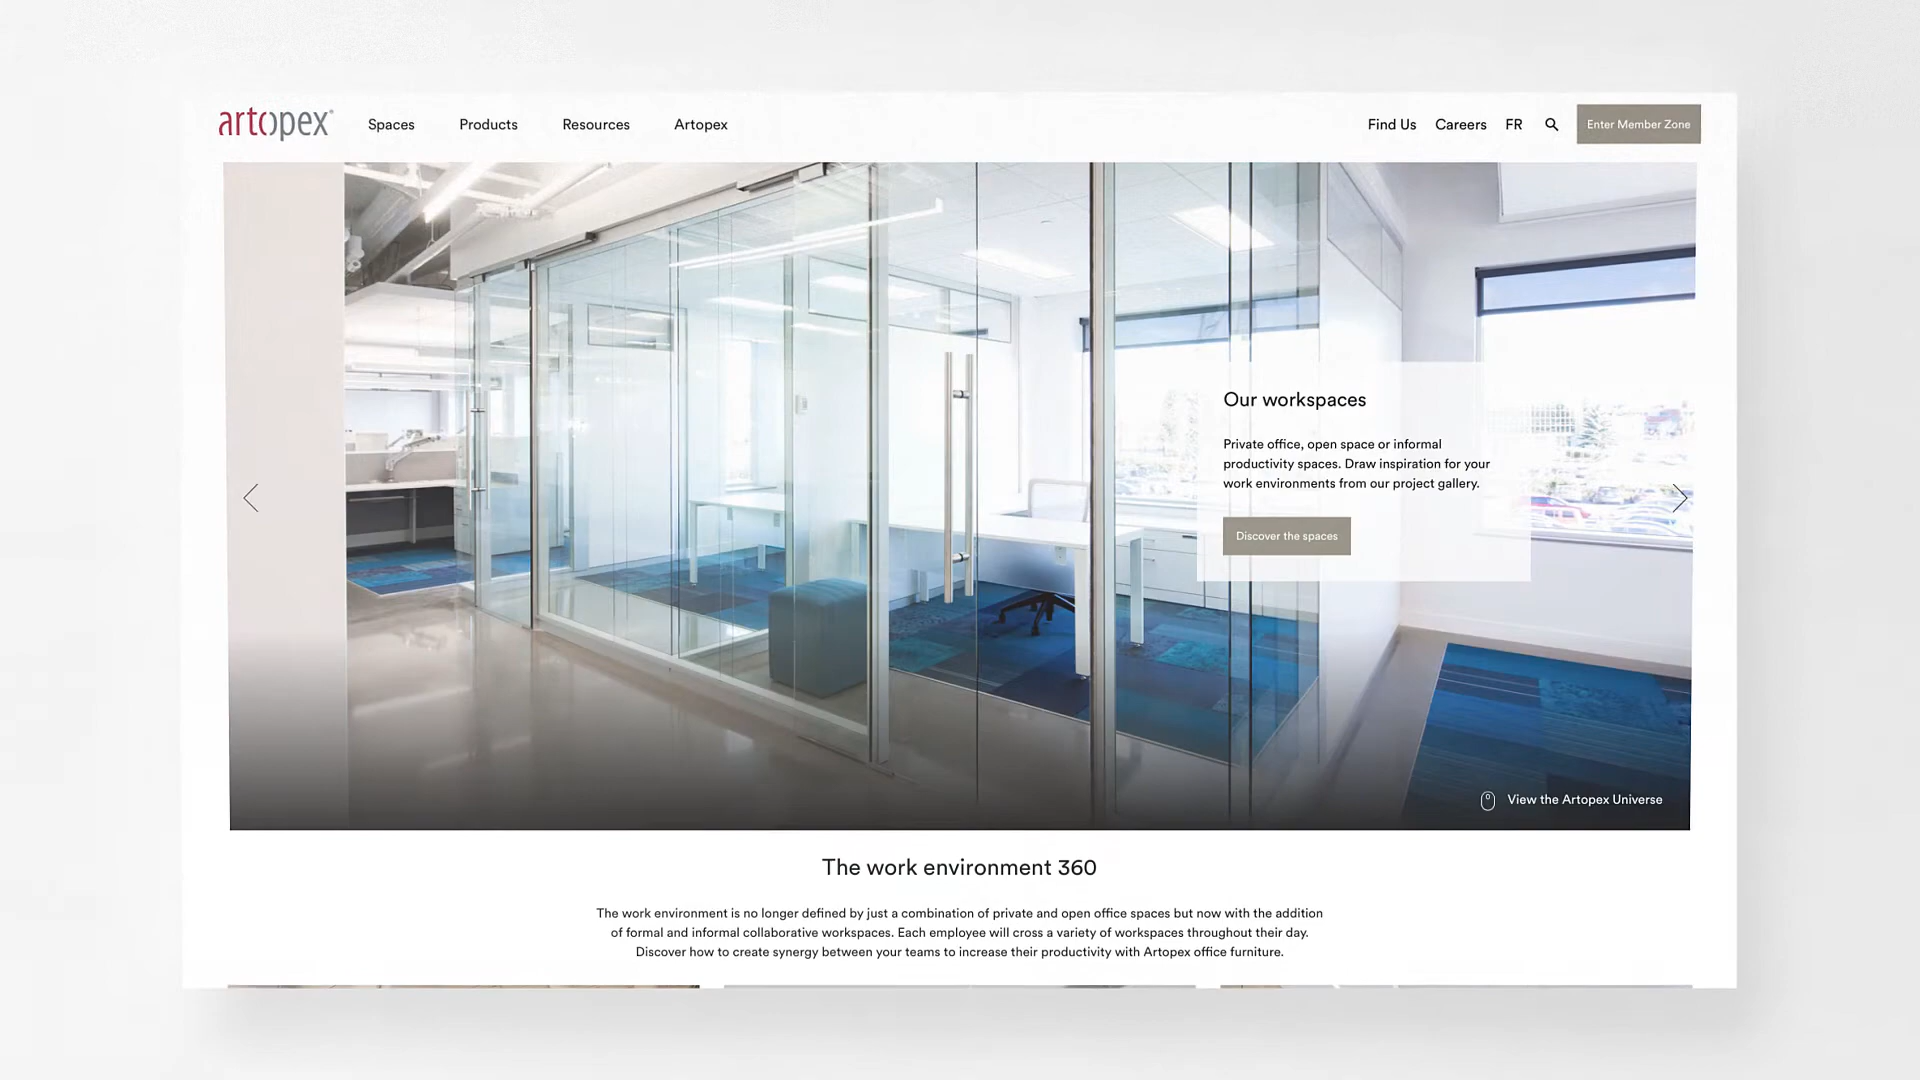 artopex
Spaces
Products
Resources
Artopex
Find Us
Careers
FR
Enter Member Zone
Our workspaces
Private office, open space or informal
productivity spaces. Draw inspiration for your
work environments from our project gallery.
Discover the spaces
View the Artopex Universe
The work environment 360
The work environment is no longer defined by just a combination of private and open office spaces but now with the addition
of formal and informal collaborative workspaces. Each employee will cross a variety of workspaces throughout their day.
Discover how to create synergy between your teams to increase their productivity with Artopex office furniture.